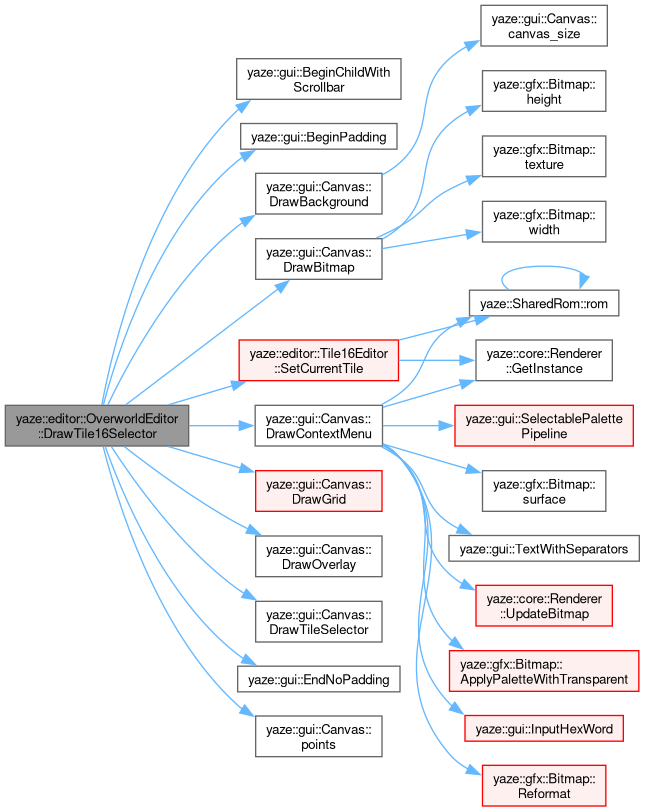 yaze::gui::Canvas::
canvas_size
yaze::gui::BeginChildWith
Scrollbar
yaze::gfx::Bitmap::
height
yaze::gui::BeginPadding
yaze::gfx::Bitmap::
texture
yaze::gui::Canvas::
DrawBackground
yaze::gfx::Bitmap::
width
yaze::gui::Canvas::
DrawBitmap
yaze::SharedRom::rom
yaze::editor::Tile16Editor
::SetCurrentTile
yaze::core::Renderer
::GetInstance
yaze::editor::OverworldEditor
::DrawTile16Selector
yaze::gui::Canvas::
DrawContextMenu
yaze::gui::SelectablePalette
Pipeline
yaze::gui::Canvas::
DrawGrid
yaze::gfx::Bitmap::
surface
yaze::gui::Canvas::
DrawOverlay
yaze::gui::TextWithSeparators
yaze::gui::Canvas::
DrawTileSelector
yaze::core::Renderer
::UpdateBitmap
yaze::gui::EndNoPadding
yaze::gfx::Bitmap::
ApplyPaletteWithTransparent
yaze::gui::Canvas::
points
yaze::gui::InputHexWord
yaze::gfx::Bitmap::
Reformat